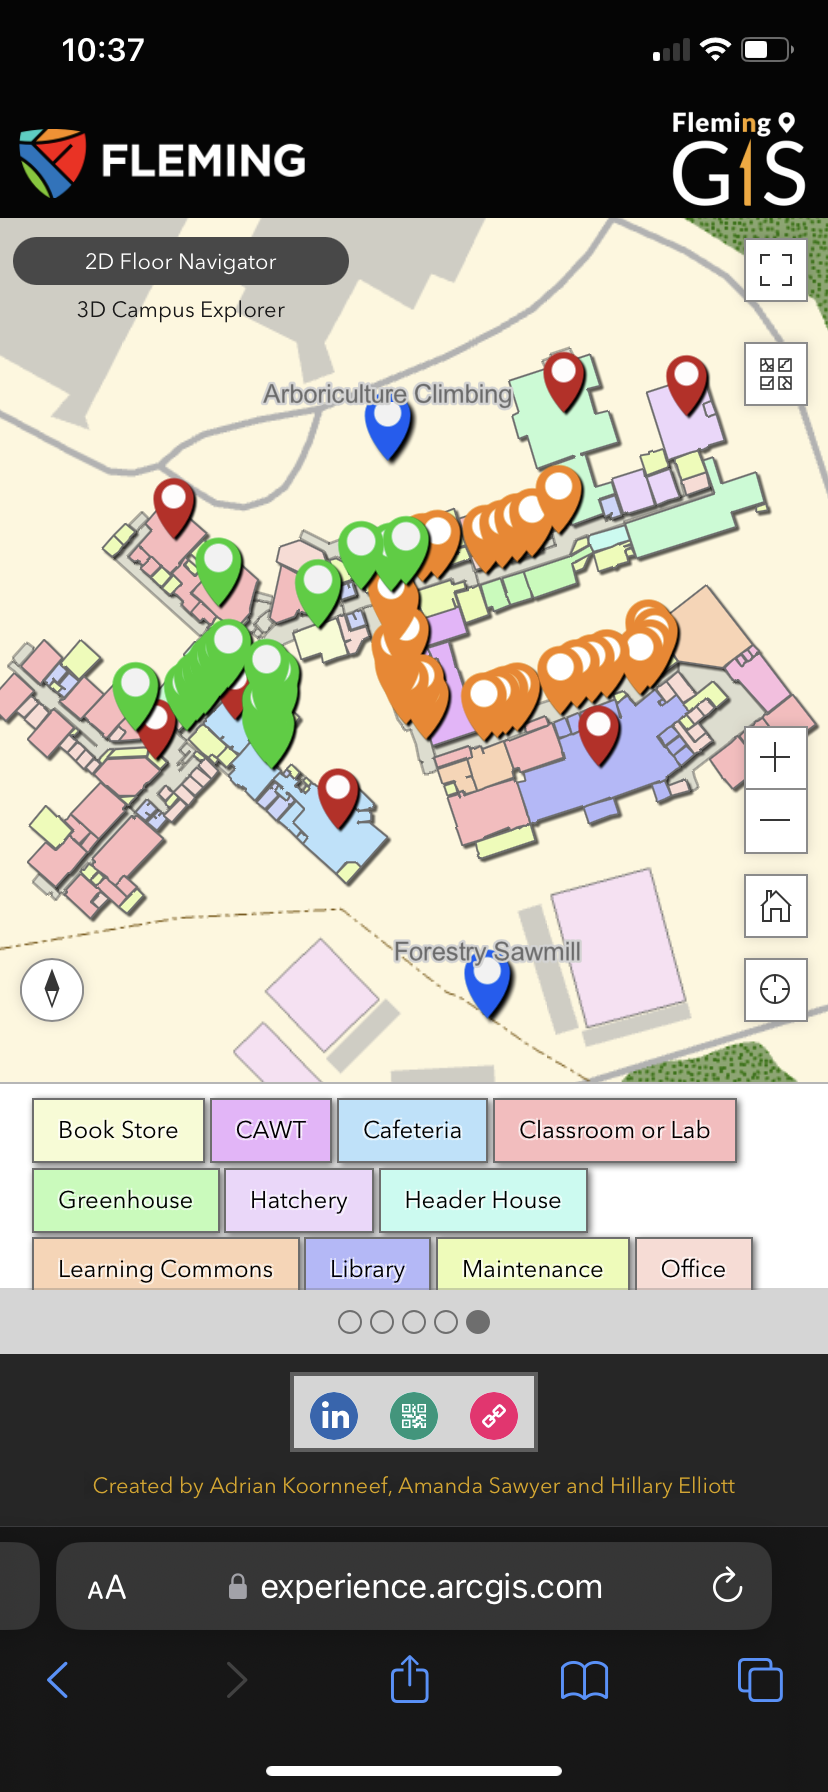 10:37
FLEMING
Fleming
GIS
2D Floor Navigator
3D Campus Explorer
Arboriculture Climbing
Forestry Sawmill
Book Store
CAWT
Cafeteria
Classroom or Lab
Greenhouse
Hatchery
Header House
Learning Commons
Library
Maintenance
Office
in
Created by Adrian Koornneef, Amanda Sawyer and Hillary Elliott
AA
experience.arcgis.com